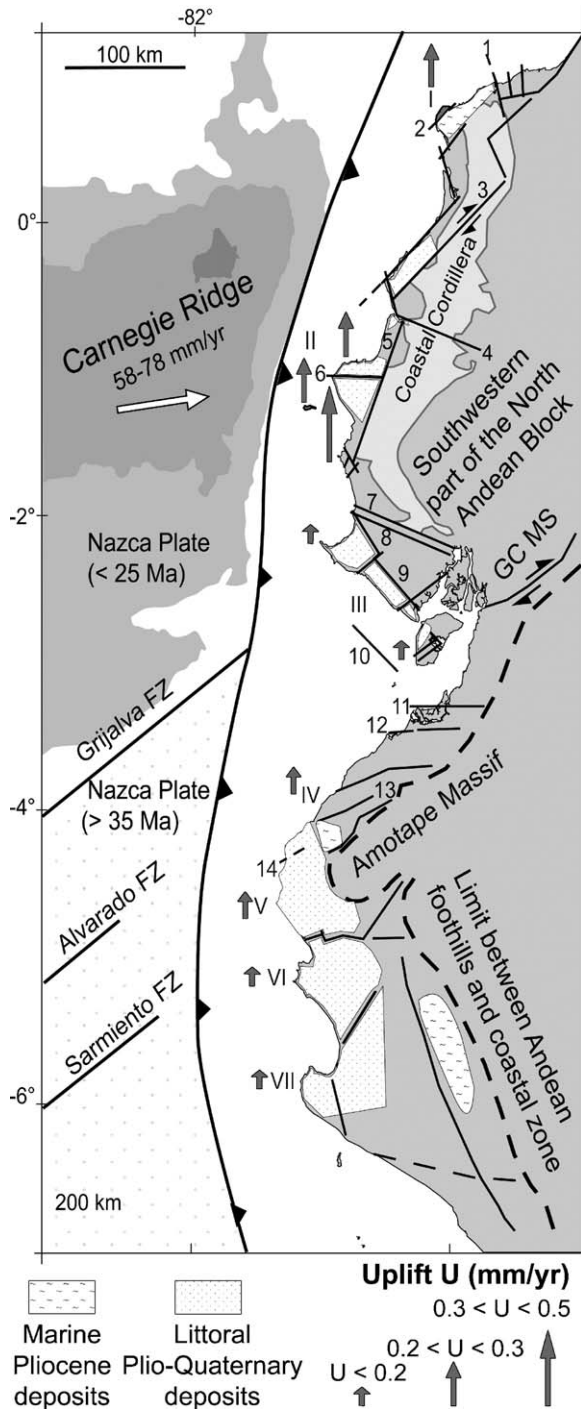 -82°
100 km
1
I
2
0°
3
Carnegie Ridge
58-78 mm/yr
Coastal Cordillera
II
5
4
6
Southwestern
part of the North
Andean Block
-2°
7
8
Nazca Plate
(< 25 Ma)
9
GC MS
III
10
Grijalva FZ
11
12
Nazca Plate
(> 35 Ma)
IV
13
-4°
Amotape Massif
14
Alvarado FZ
V
Limit between Andean
foothills and coastal zone
Sarmiento FZ
VI
VII
-6°
200 km
Marine
Pliocene
deposits
Littoral
Plio-Quaternary
deposits
Uplift U (mm/yr)
0.3 < U < 0.5
0.2 < U < 0.3
U < 0.2